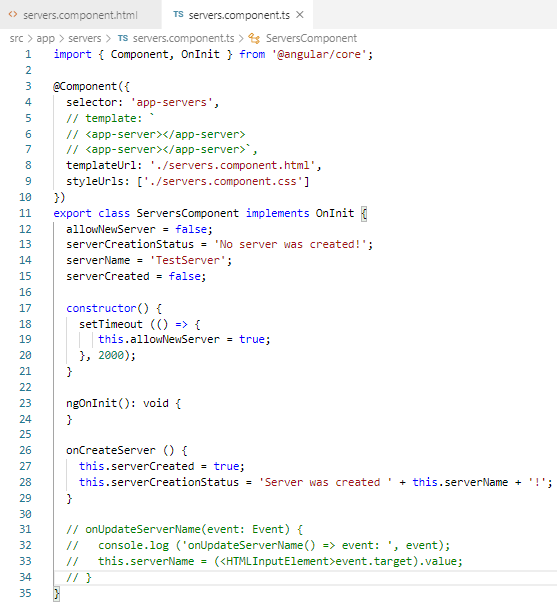 servers.component.html TS servers.component.ts ×
src > app > servers > TS servers.component.ts > ServersComponent
1 import { Component, OnInit } from '@angular/core';
2
3 @Component({
4   selector: 'app-servers',
5   // template: `
6   // <app-server></app-server>
7   // <app-server></app-server>`,
8   templateUrl: './servers.component.html',
9   styleUrls: ['./servers.component.css']
10 })
11 export class ServersComponent implements OnInit {
12   allowNewServer = false;
13   serverCreationStatus = 'No server was created!';
14   serverName = 'TestServer';
15   serverCreated = false;
16
17   constructor() {
18     setTimeout (() => {
19       this.allowNewServer = true;
20     }, 2000);
21   }
22
23   ngOnInit(): void {
24   }
25
26   onCreateServer () {
27     this.serverCreated = true;
28     this.serverCreationStatus = 'Server was created ' + this.serverName + '!';
29   }
30
31   // onUpdateServerName(event: Event) {
32   //   console.log ('onUpdateServerName() => event: ', event);
33   //   this.serverName = (<HTMLInputElement>event.target).value;
34   // }
35 }